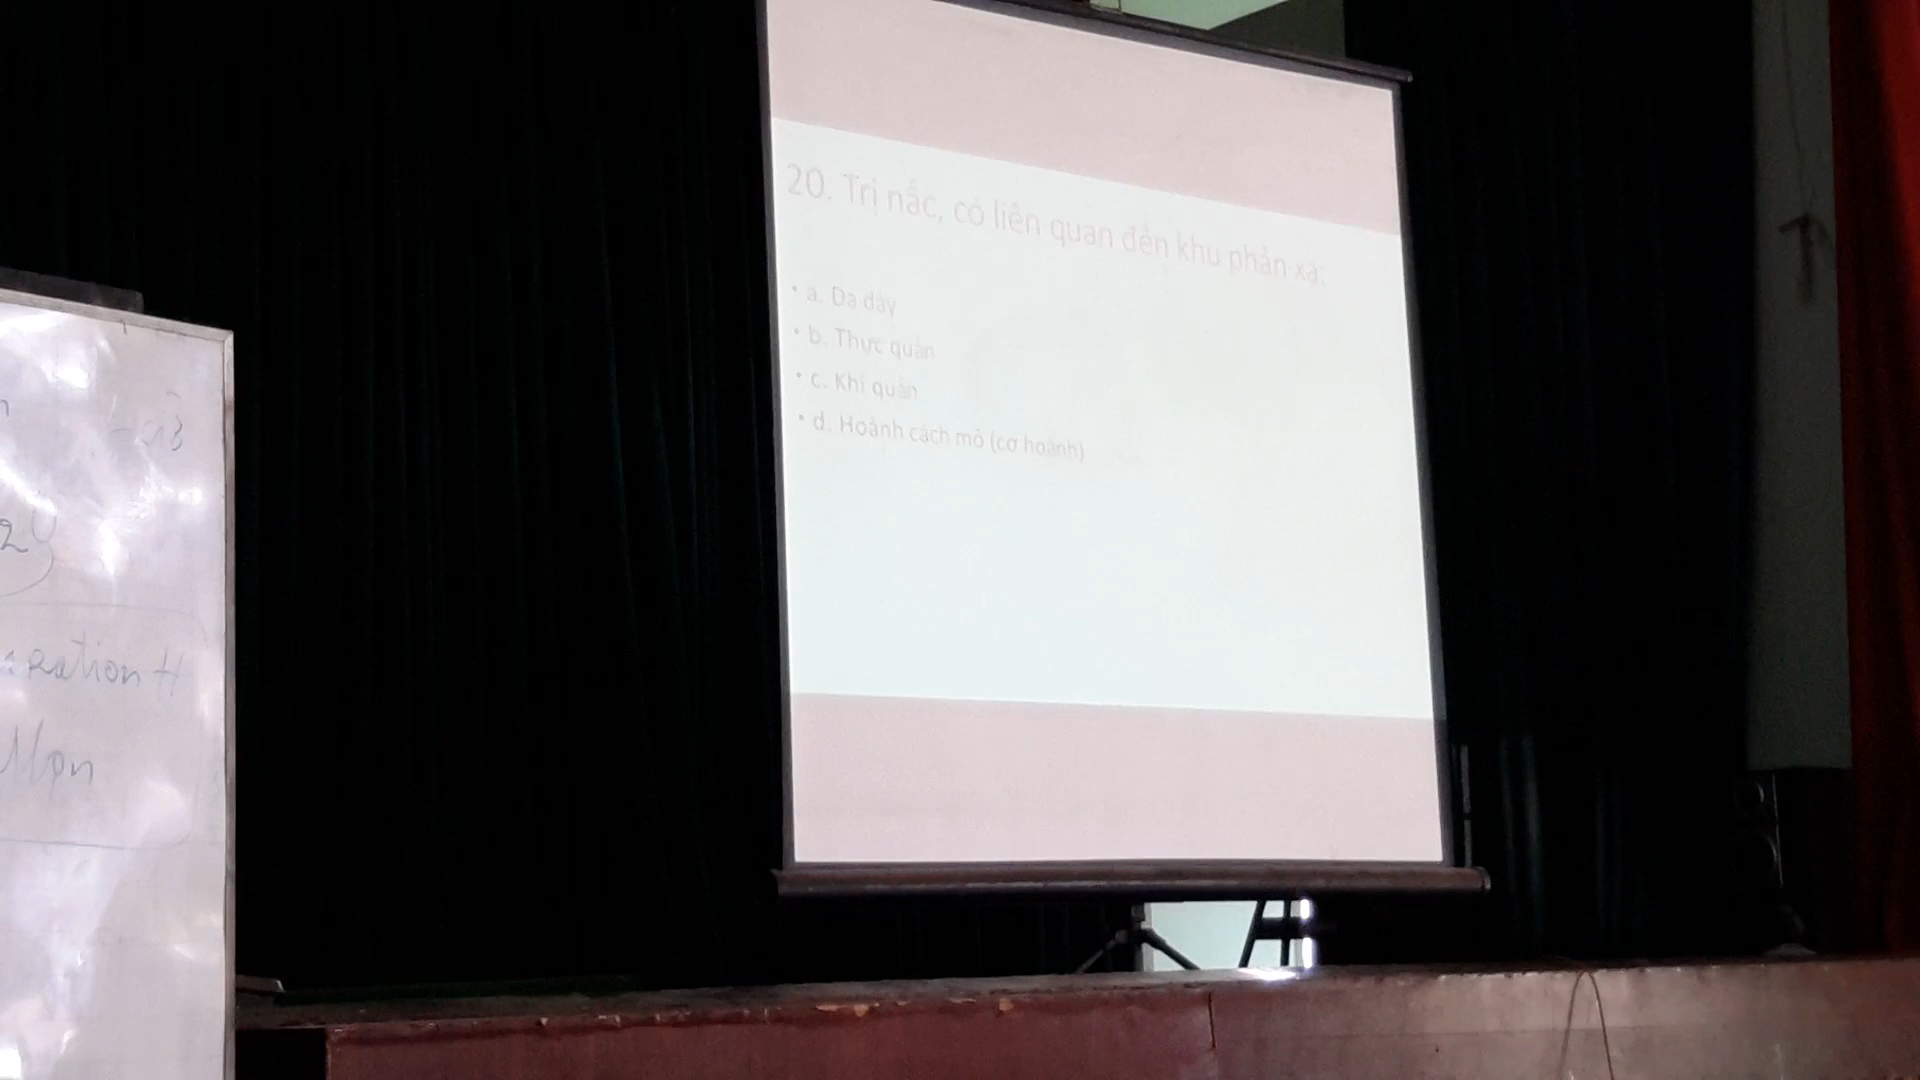 20. Trị nấc, có liên quan đến khu phản xạ:
• a. Dạ dày
• b. Thực quản
• c. Khí quản
• d. Hoành cách mô (cơ hoành)
ration H